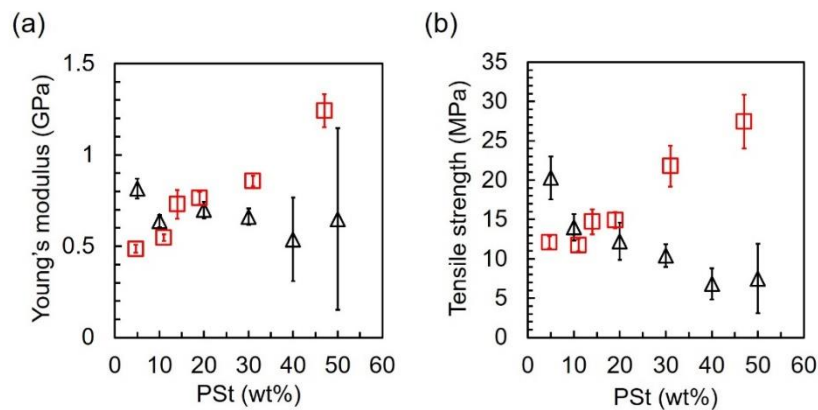 (a)
Young's modulus (GPa)
1.5
1
0.5
0
0 10 20 30 40 50 60
PSt (wt%)
(b)
Tensile strength (MPa)
35
30
25
20
15
10
5
0
0 10 20 30 40 50 60
PSt (wt%)